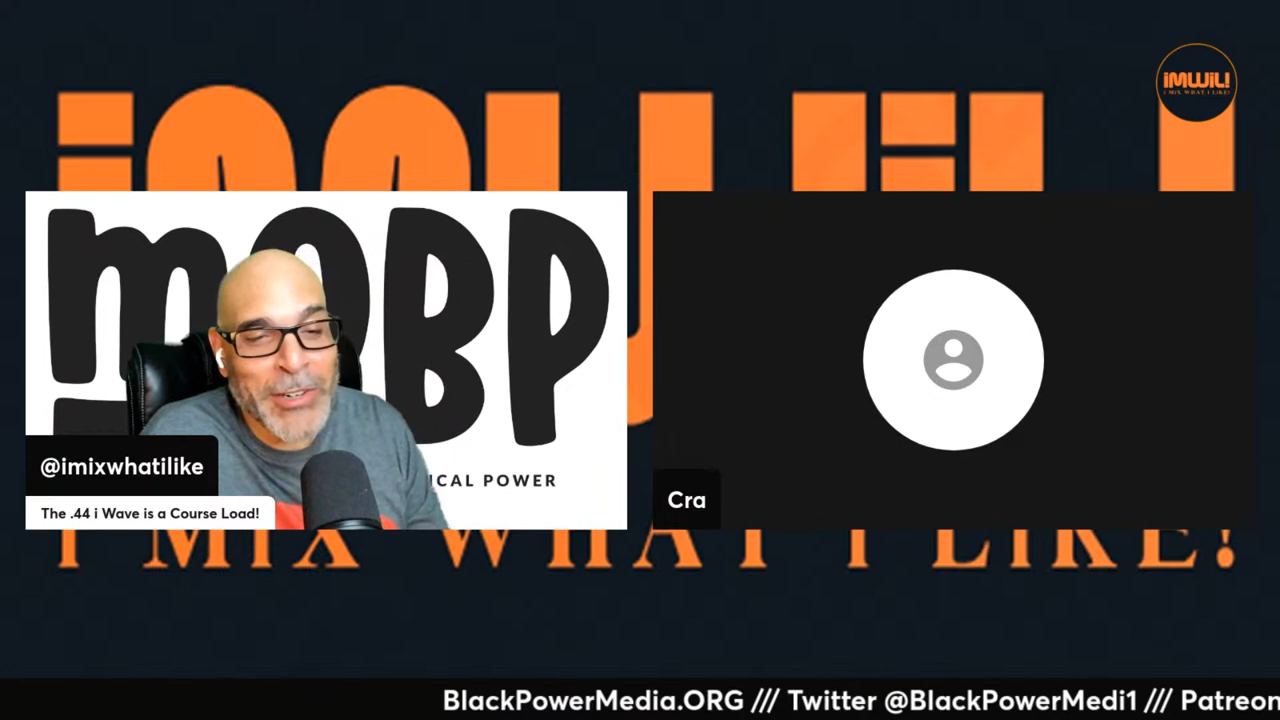 iMWiL!
I MIX WHAT I LiKE!
mOBP
ICAL POWER
@imixwhatilike
The .44 i Wave is a Course Load!
Cra
I MiX WHAT I LiKE!
BlackPowerMedia.ORG /// Twitter @BlackPowerMedi1 /// Patreon